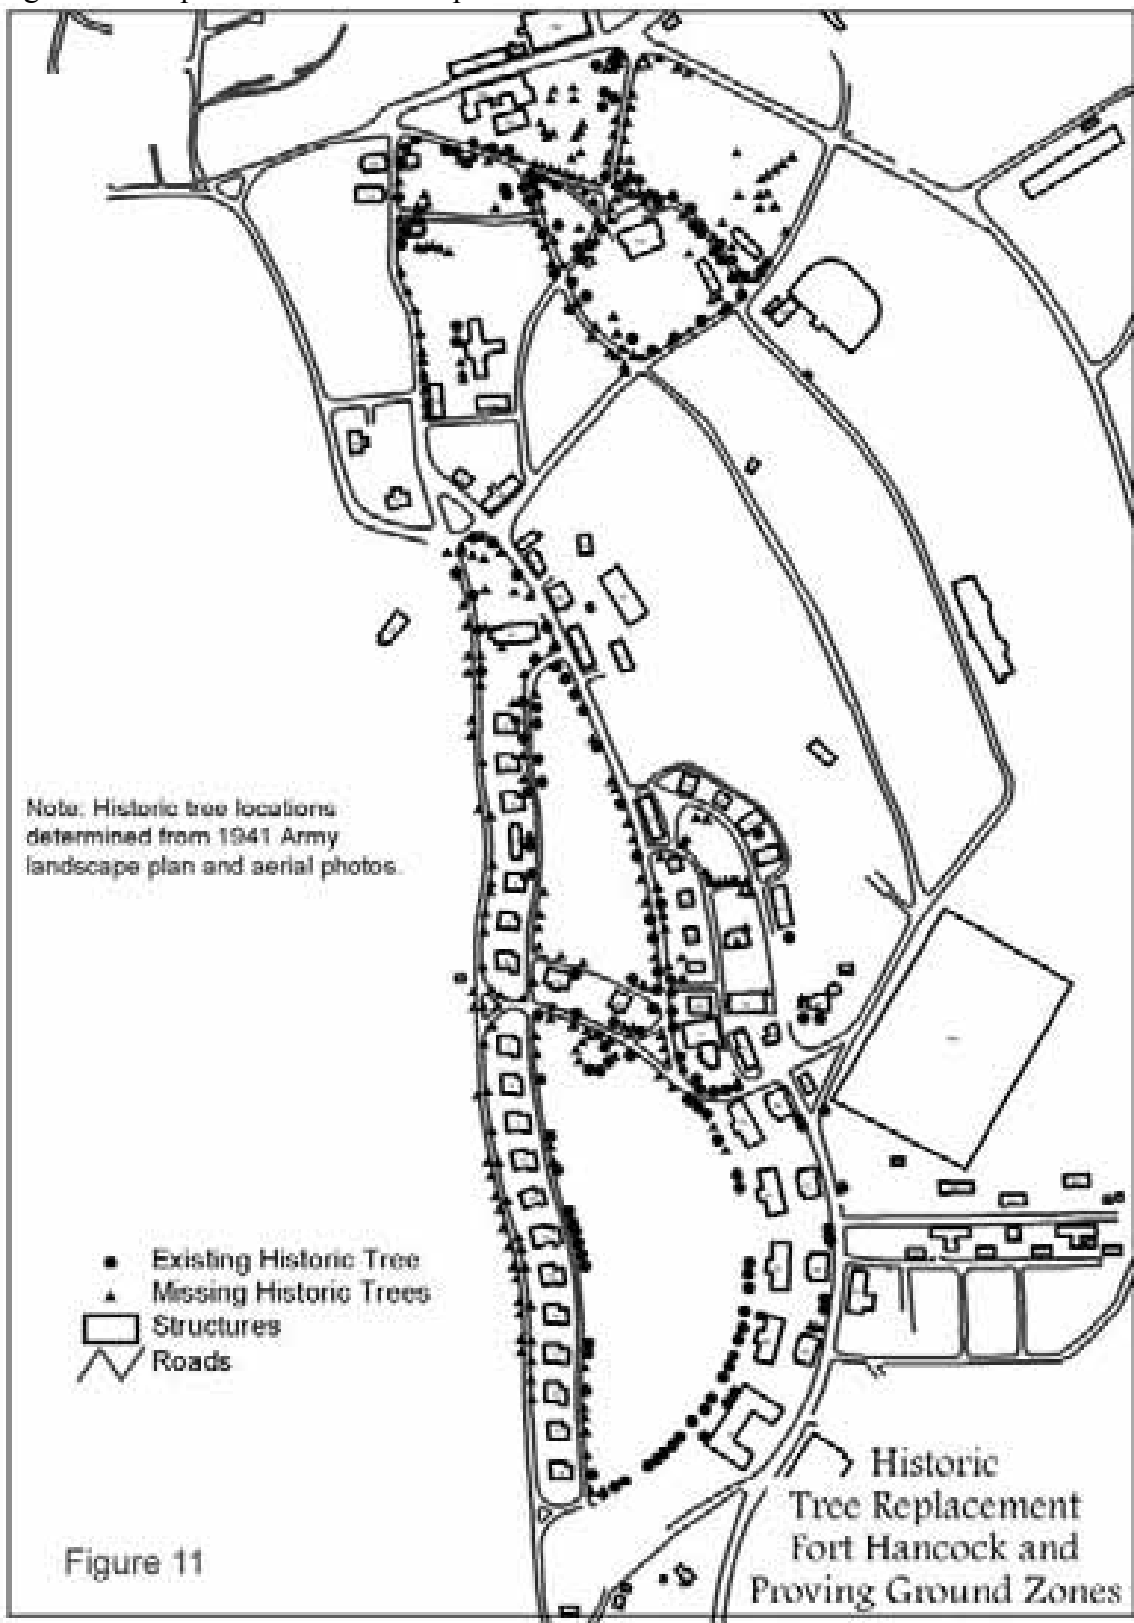 Note: Historic tree locations
determined from 1941 Army
landscape plan and aerial photos.
Existing Historic Tree
Missing Historic Trees
Structures
Roads
Figure 11
Historic
Tree Replacement
Fort Hancock and
Proving Ground Zones